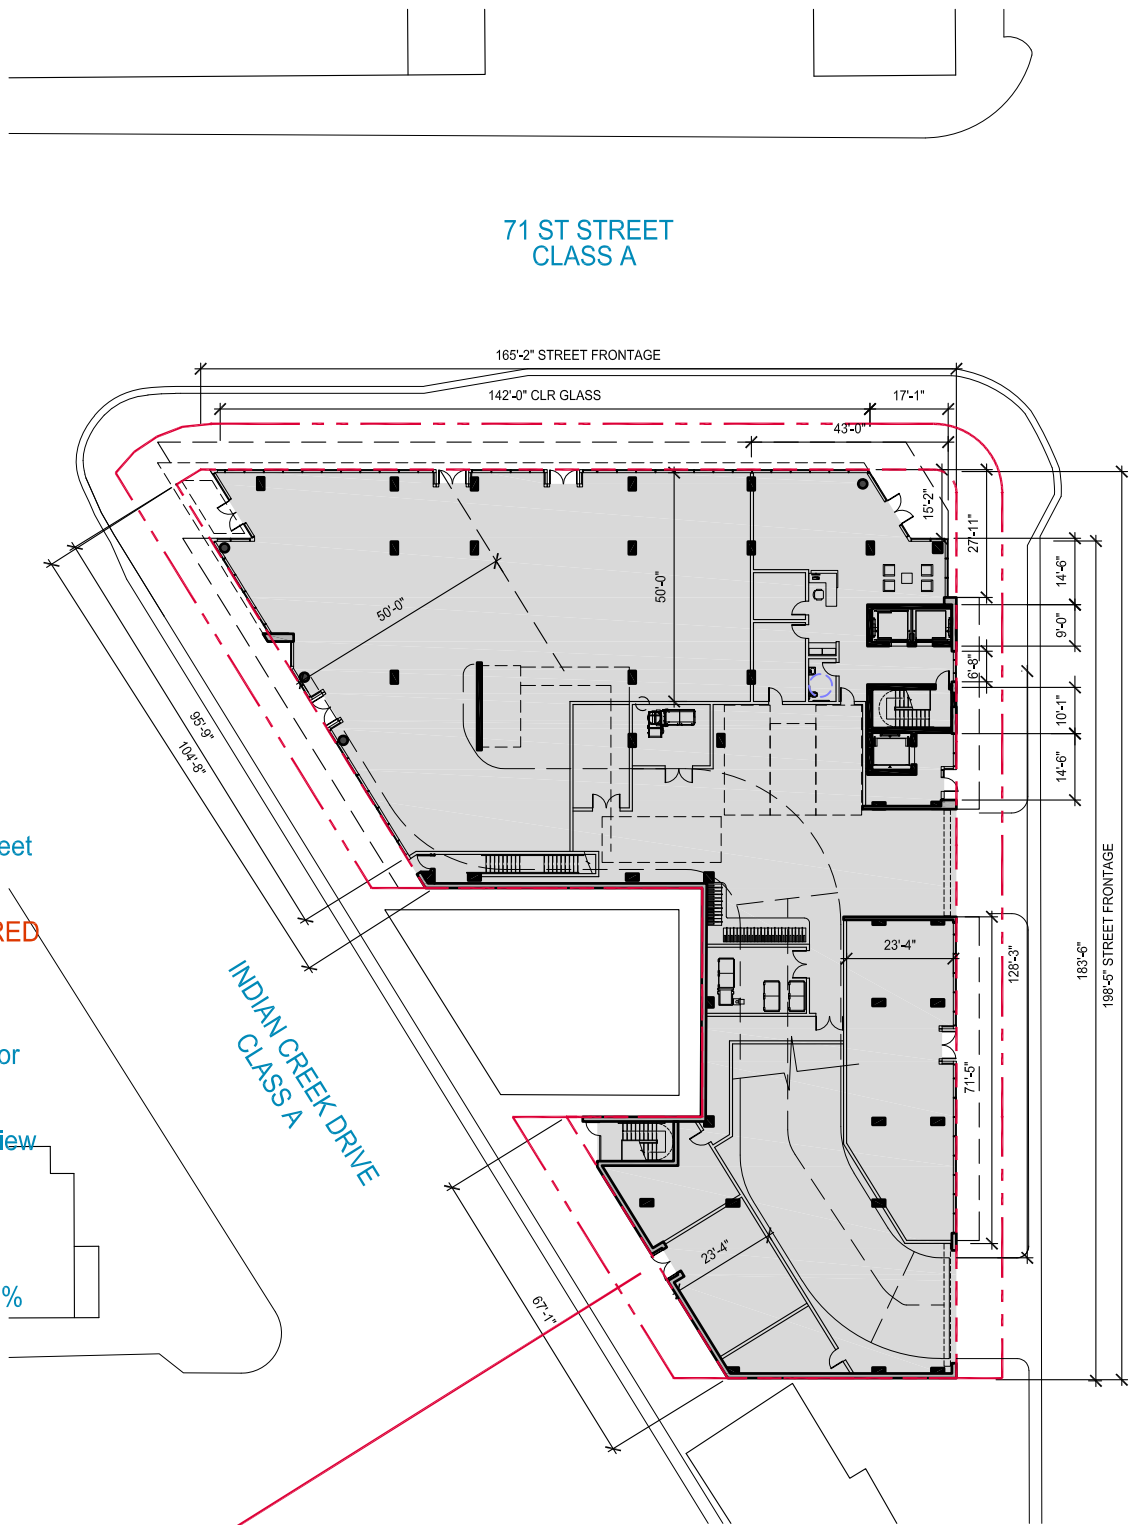 71 ST STREET
CLASS A
165'-2" STREET FRONTAGE
142'-0" CLR GLASS
17'-1"
43'-0"
15'-2"
27'-11"
14'-6"
50'-0"
50'-0"
9'-0"
6'-8"
10'-1"
95'-9"
104'-8"
14'-6"
eet
RED
23'-4"
128'-3"
183'-6"
198'-5" STREET FRONTAGE
INDIAN CREEK DRIVE
CLASS A
or
71'-5"
iew
23'-4"
67'-1"
%